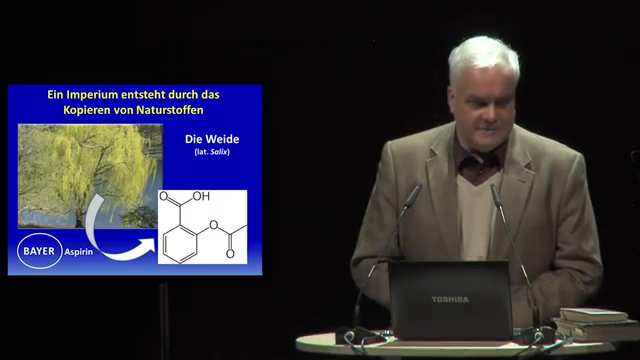 Ein Imperium entsteht durch das
Kopieren von Naturstoffen
Die Weide
(lat. Salix)
O
OH
O
O
BAYER Aspirin
TOSHIBA